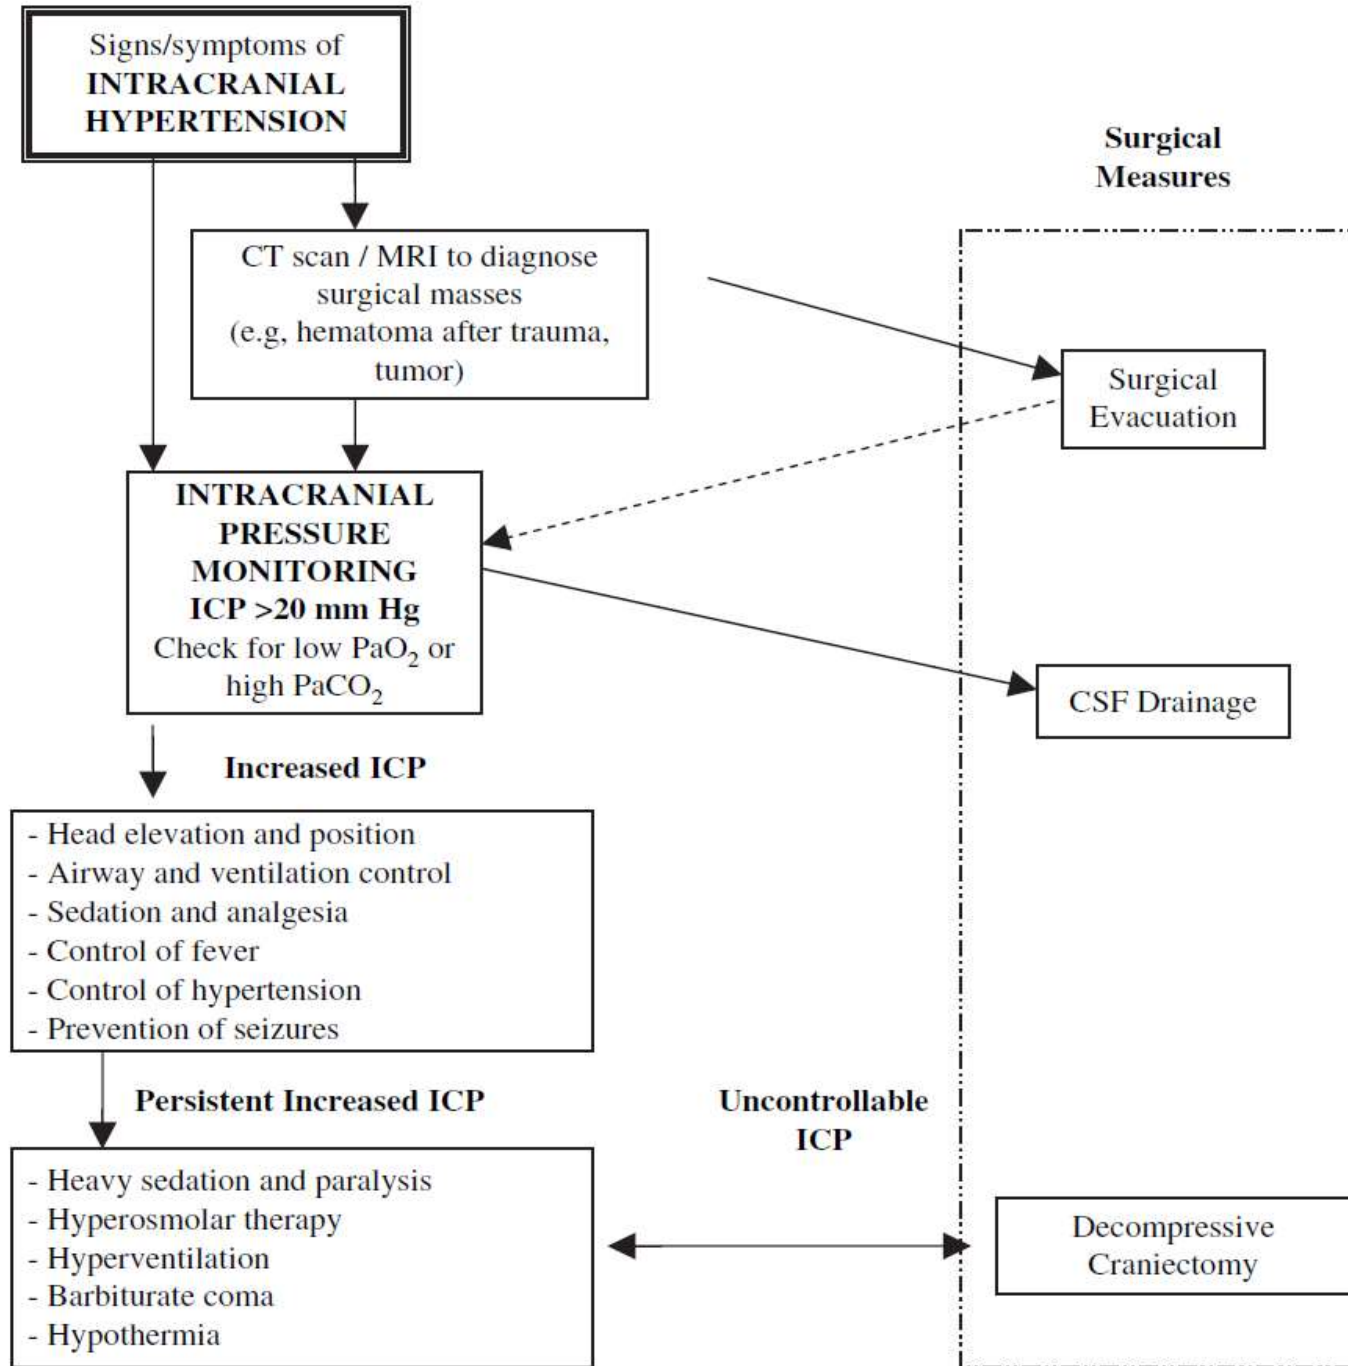 Signs/symptoms of
INTRACRANIAL
HYPERTENSION
Surgical
Measures
CT scan / MRI to diagnose
surgical masses
(e.g, hematoma after trauma,
tumor)
Surgical
Evacuation
INTRACRANIAL
PRESSURE
MONITORING
ICP >20 mm Hg
Check for low PaO₂ or
high PaCO₂
CSF Drainage
Increased ICP
- Head elevation and position
- Airway and ventilation control
- Sedation and analgesia
- Control of fever
- Control of hypertension
- Prevention of seizures
Persistent Increased ICP
Uncontrollable
ICP
- Heavy sedation and paralysis
- Hyperosmolar therapy
- Hyperventilation
- Barbiturate coma
- Hypothermia
Decompressive
Craniectomy